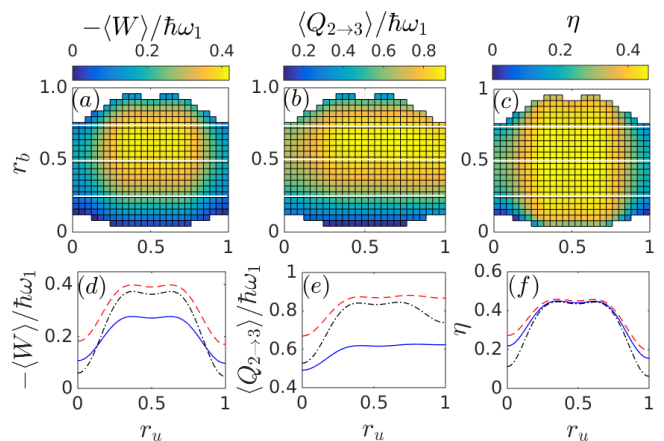 −⟨W⟩/ℏω₁ ⟨Q₂→₃⟩/ℏω₁ η
0 0.2 0.4 0.2 0.4 0.6 0.8 0 0.2 0.4
1.0 (a) 1.0 (b) 1 (c)
r_b 0.5 0.5 0.5
0 0 0
0 0.5 1 0 0.5 1 0 0.5 1
−⟨W⟩/ℏω₁ 0.4 0.2 0 (d)
⟨Q₂→₃⟩/ℏω₁ 1 0.8 0.6 0.4 (e)
η 0.6 0.4 0.2 0 (f)
0 0.5 1 0 0.5 1 0 0.5 1
r_u r_u r_u